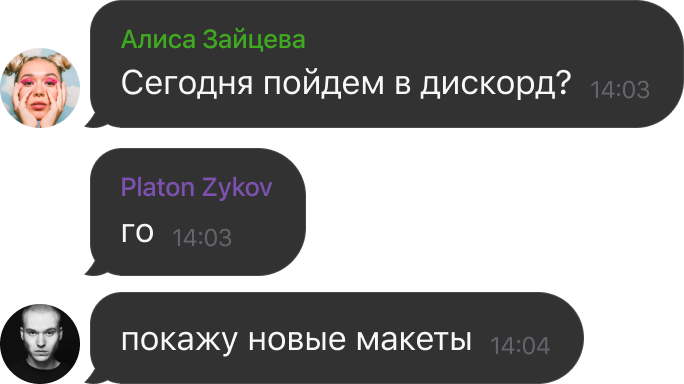 Алиса Зайцева
Сегодня пойдем в дискорд? 14:03
Platon Zykov
го 14:03
покажу новые макеты 14:04